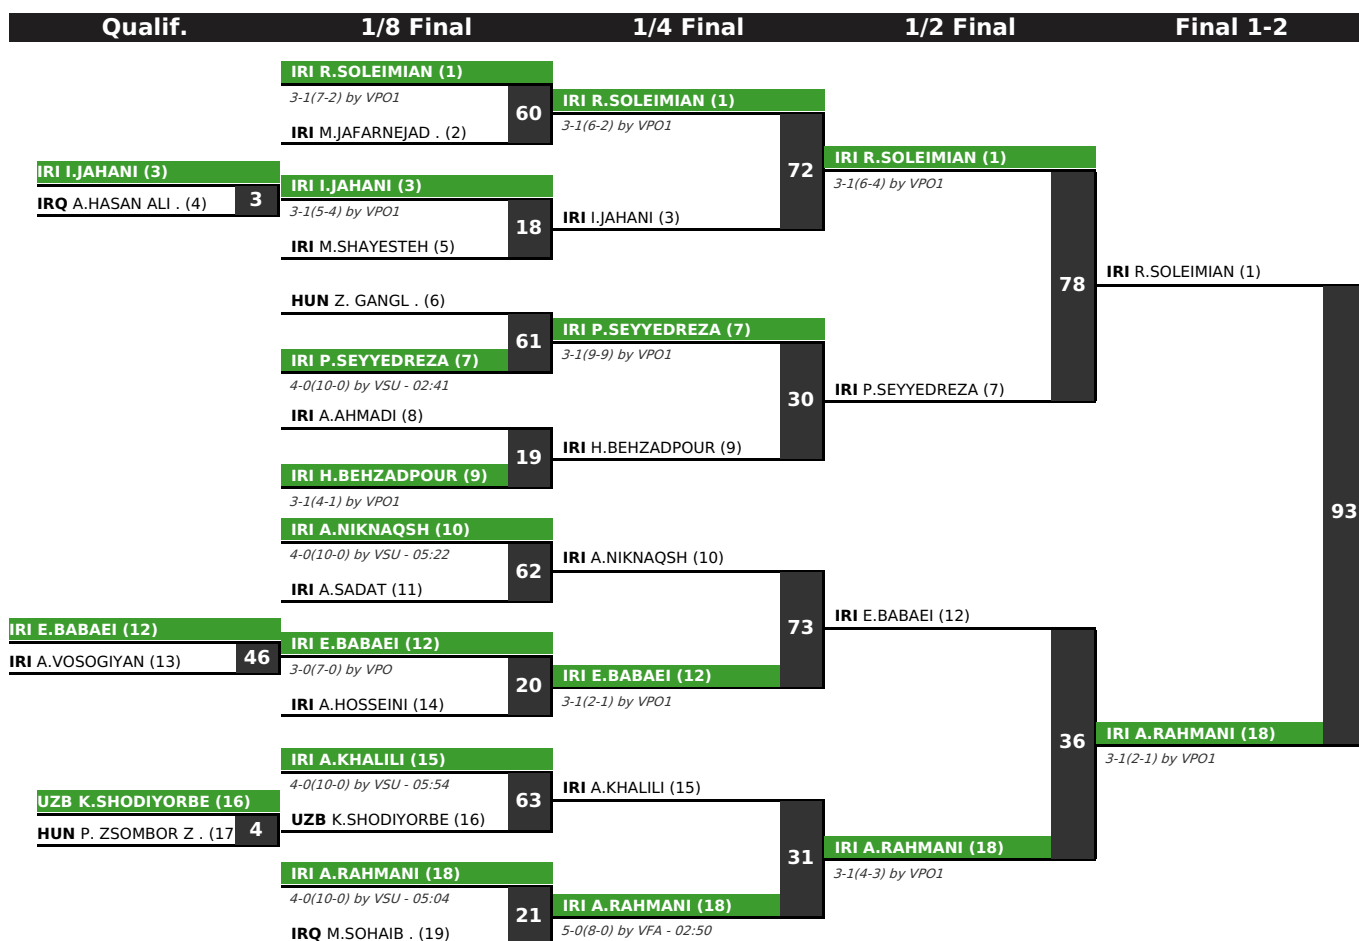 Qualif.
1/8 Final
1/4 Final
1/2 Final
Final 1-2
IRI I.JAHANI (3)
IRQ A.HASAN ALI . (4)
3
IRI E.BABAEI (12)
IRI A.VOSOGIYAN (13)
46
UZB K.SHODIYORBE (16)
HUN P. ZSOMBOR Z . (17
4
IRI R.SOLEIMIAN (1)
3-1(7-2) by VPO1
IRI M.JAFARNEJAD . (2)
60
IRI I.JAHANI (3)
3-1(5-4) by VPO1
IRI M.SHAYESTEH (5)
18
HUN Z. GANGL . (6)
61
IRI P.SEYYEDREZA (7)
4-0(10-0) by VSU - 02:41
IRI A.AHMADI (8)
19
IRI H.BEHZADPOUR (9)
3-1(4-1) by VPO1
IRI A.NIKNAQSH (10)
4-0(10-0) by VSU - 05:22
IRI A.SADAT (11)
62
IRI E.BABAEI (12)
3-0(7-0) by VPO
IRI A.HOSSEINI (14)
20
IRI A.KHALILI (15)
4-0(10-0) by VSU - 05:54
UZB K.SHODIYORBE (16)
63
IRI A.RAHMANI (18)
4-0(10-0) by VSU - 05:04
IRQ M.SOHAIB . (19)
21
IRI R.SOLEIMIAN (1)
3-1(6-2) by VPO1
72
IRI I.JAHANI (3)
IRI P.SEYYEDREZA (7)
3-1(9-9) by VPO1
30
IRI H.BEHZADPOUR (9)
IRI A.NIKNAQSH (10)
73
IRI E.BABAEI (12)
3-1(2-1) by VPO1
IRI A.KHALILI (15)
31
IRI A.RAHMANI (18)
5-0(8-0) by VFA - 02:50
IRI R.SOLEIMIAN (1)
3-1(6-4) by VPO1
78
IRI P.SEYYEDREZA (7)
IRI E.BABAEI (12)
36
IRI A.RAHMANI (18)
3-1(4-3) by VPO1
IRI R.SOLEIMIAN (1)
93
IRI A.RAHMANI (18)
3-1(2-1) by VPO1